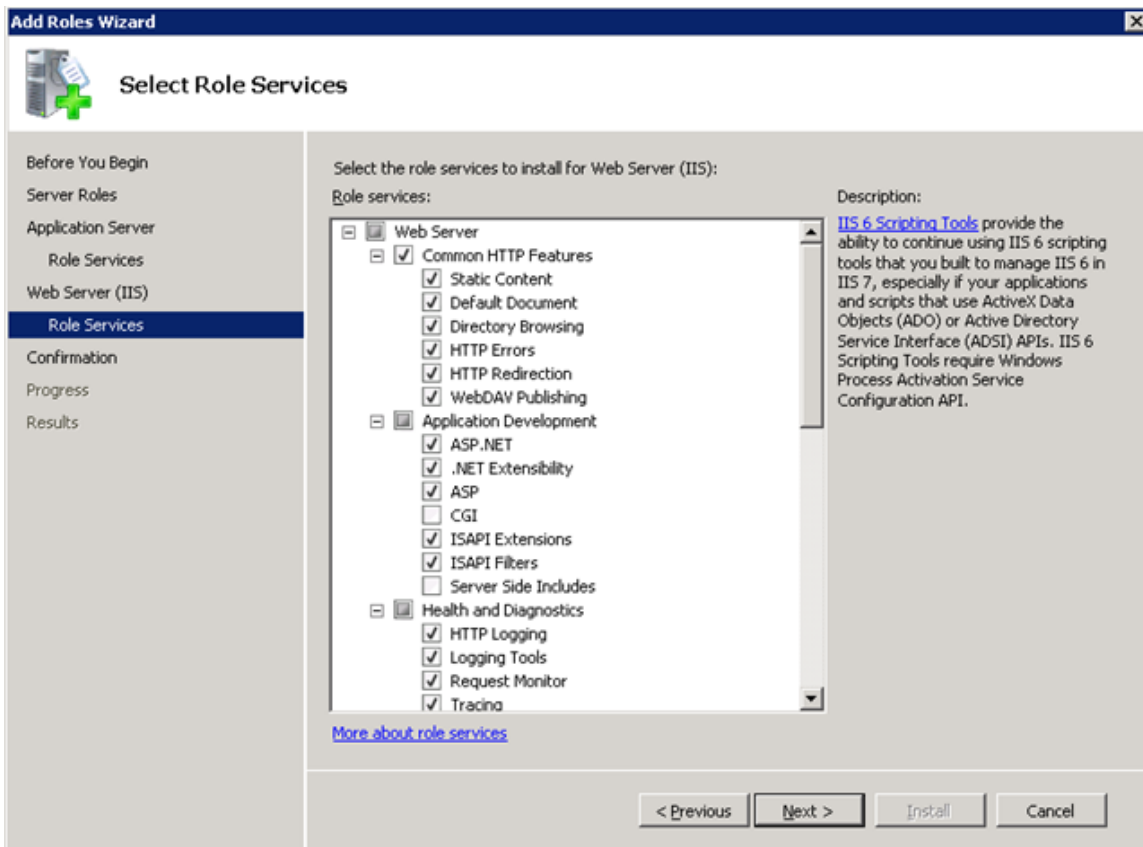 Add Roles Wizard
Select Role Services
Before You Begin
Server Roles
Application Server
Role Services
Web Server (IIS)
Role Services
Confirmation
Progress
Results
Select the role services to install for Web Server (IIS):
Role services:
Web Server
Common HTTP Features
Static Content
Default Document
Directory Browsing
HTTP Errors
HTTP Redirection
WebDAV Publishing
Application Development
ASP.NET
.NET Extensibility
ASP
CGI
ISAPI Extensions
ISAPI Filters
Server Side Includes
Health and Diagnostics
HTTP Logging
Logging Tools
Request Monitor
Tracing
More about role services
Description:
IIS 6 Scripting Tools provide the
ability to continue using IIS 6 scripting
tools that you built to manage IIS 6 in
IIS 7, especially if your applications
and scripts that use ActiveX Data
Objects (ADO) or Active Directory
Service Interface (ADSI) APIs. IIS 6
Scripting Tools require Windows
Process Activation Service
Configuration API.
< Previous
Next >
Install
Cancel